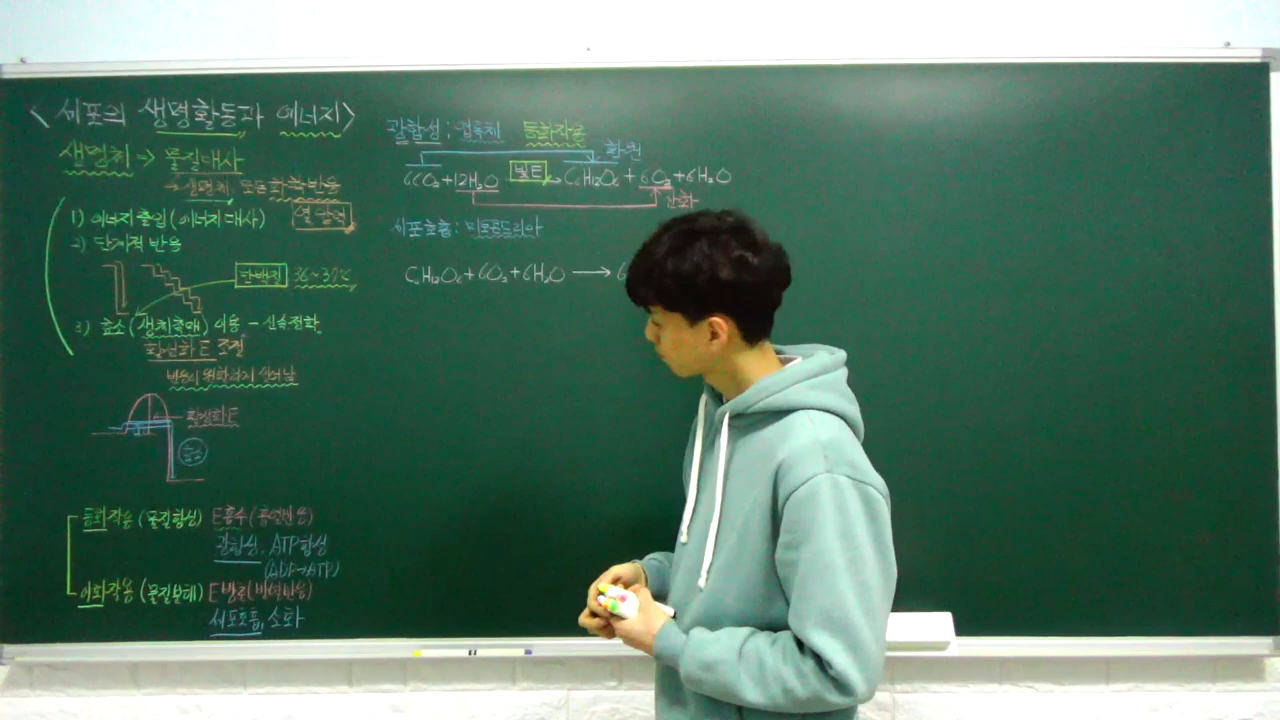 <세포의 생명활동과 에너지>
생명체 → 물질대사
→ 생명체, 모든 화학반응
1) 에너지 출입(에너지대사) 열 출입
2) 단계적 반응
단백질 36~37℃
3) 효소(생체촉매) 이용 -
활성화 E 조절
반응이 원활하게 일어남
활성화 E
효소
동화작용 (물질합성) E흡수(흡열반응)
광합성, ATP합성
(ADP→ATP)
이화작용 (물질분해) E방출(발열반응)
세포호흡, 소화
광합성; 엽록체 동화작용
환원
6CO₂+12H₂O 빛E → C₆H₁₂O₆+6O₂+6H₂O
산화
세포호흡: 미토콘드리아
C₆H₁₂O₆+6O₂+6H₂O → 6